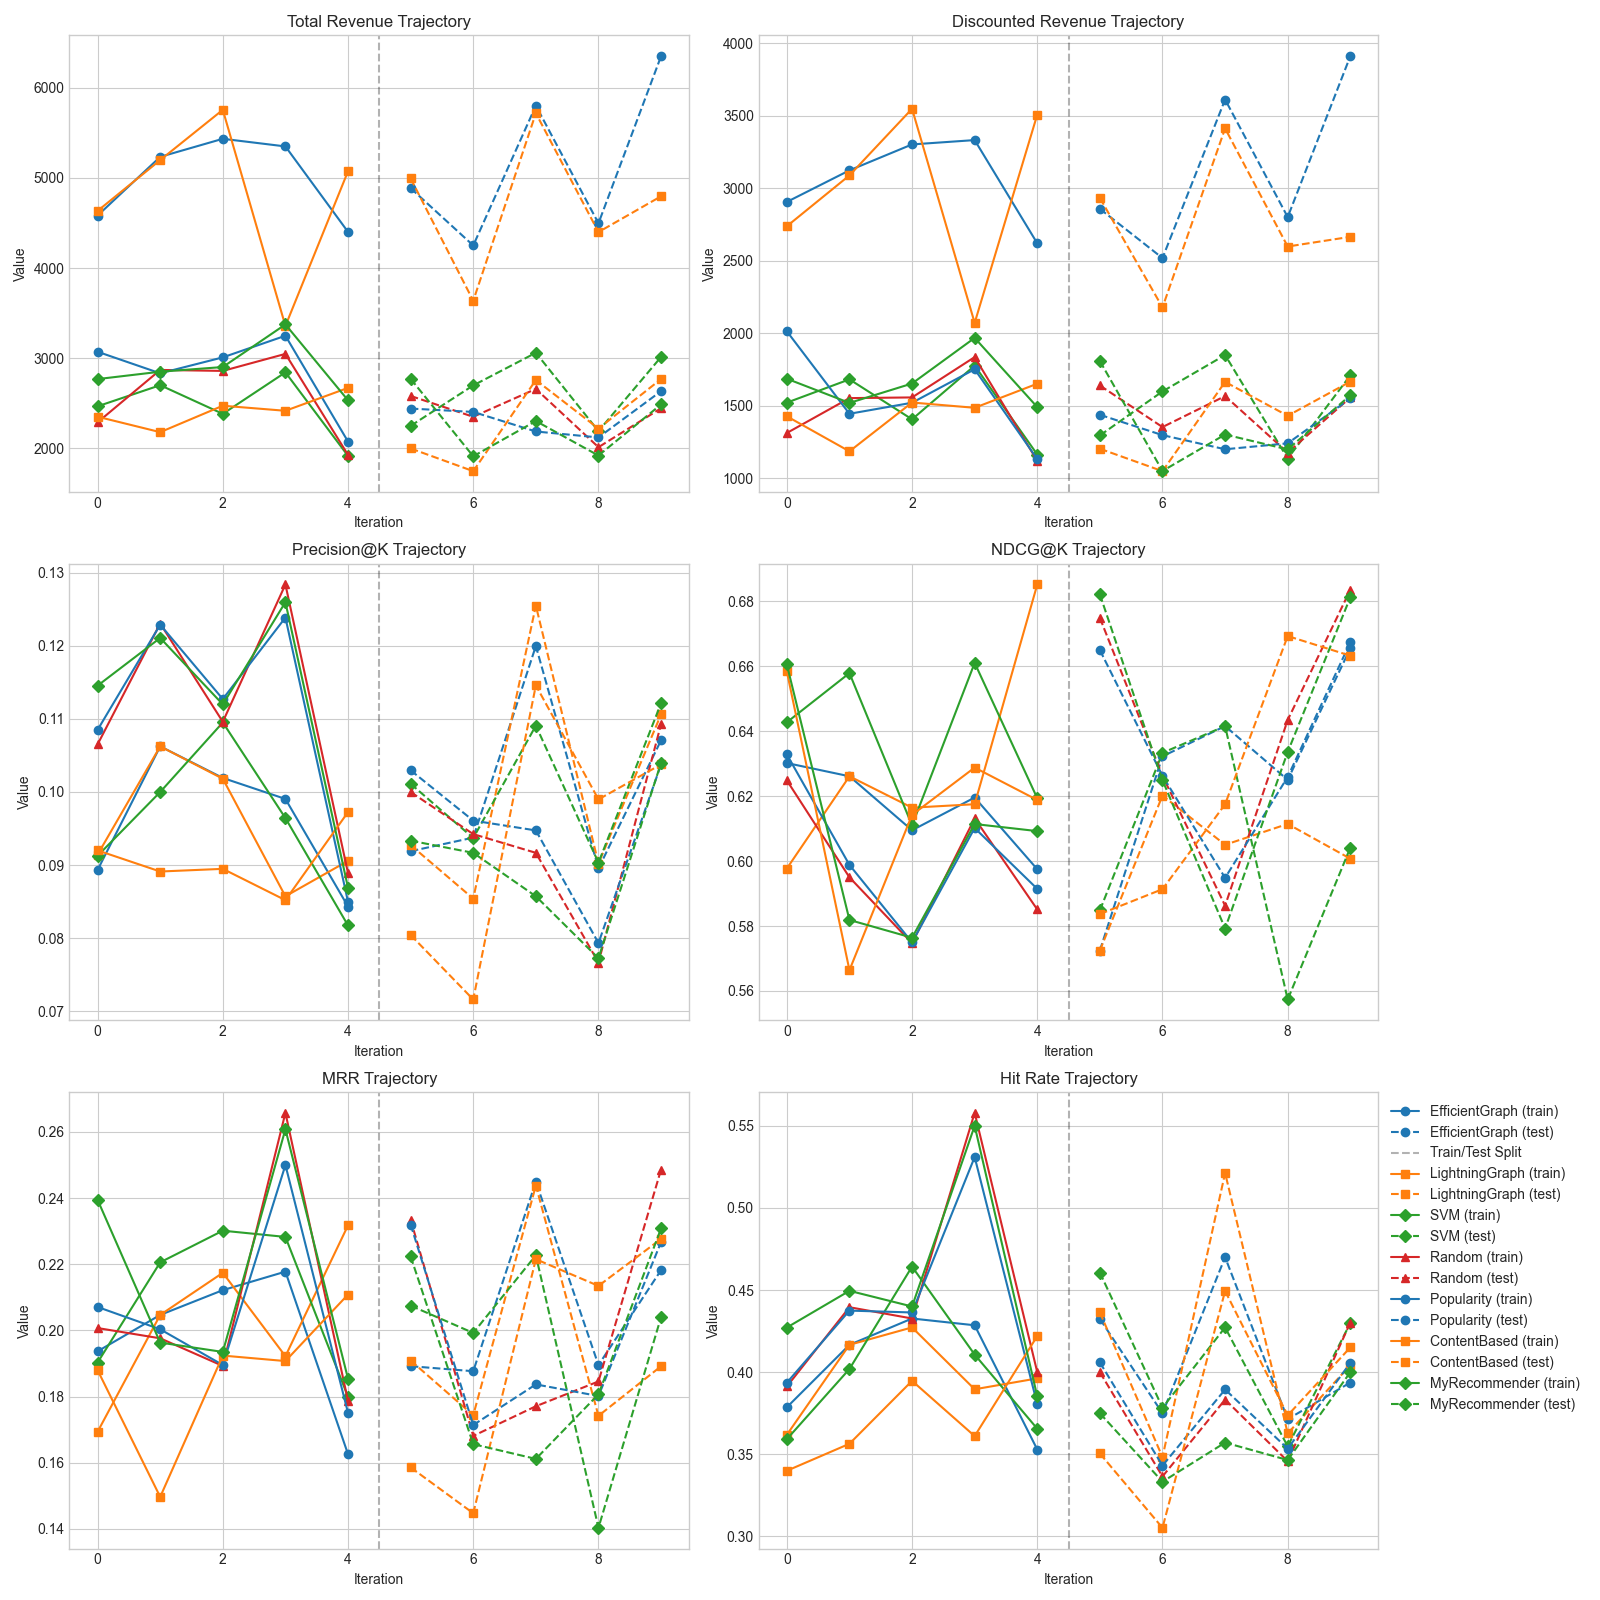 Total Revenue Trajectory
Value
6000
5000
4000
3000
2000
0 2 4 6 8
Iteration
Discounted Revenue Trajectory
Value
4000
3500
3000
2500
2000
1500
1000
0 2 4 6 8
Iteration
Precision@K Trajectory
Value
0.13
0.12
0.11
0.10
0.09
0.08
0.07
0 2 4 6 8
Iteration
NDCG@K Trajectory
Value
0.68
0.66
0.64
0.62
0.60
0.58
0.56
0 2 4 6 8
Iteration
MRR Trajectory
Value
0.26
0.24
0.22
0.20
0.18
0.16
0.14
0 2 4 6 8
Iteration
Hit Rate Trajectory
Value
0.55
0.50
0.45
0.40
0.35
0.30
0 2 4 6 8
Iteration
EfficientGraph (train)
EfficientGraph (test)
Train/Test Split
LightningGraph (train)
LightningGraph (test)
SVM (train)
SVM (test)
Random (train)
Random (test)
Popularity (train)
Popularity (test)
ContentBased (train)
ContentBased (test)
MyRecommender (train)
MyRecommender (test)